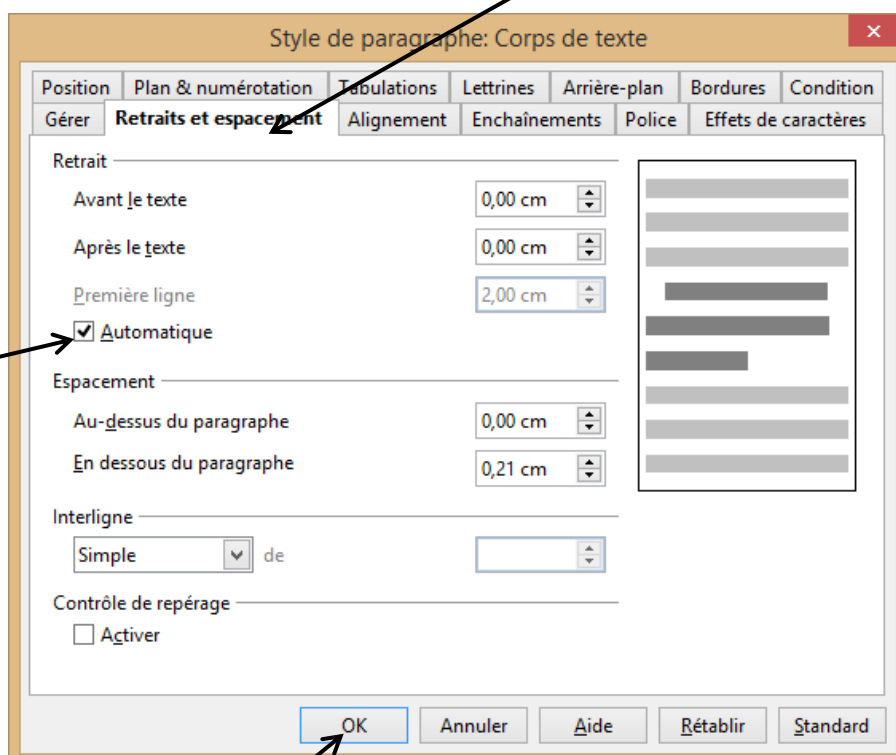 Style de paragraphe: Corps de texte
Position Plan & numérotation Tabulations Lettrines Arrière-plan Bordures Condition
Gérer Retraits et espacement Alignement Enchaînements Police Effets de caractères
Retrait
Avant le texte 0,00 cm
Après le texte 0,00 cm
Première ligne 2,00 cm
Automatique
Espacement
Au-dessus du paragraphe 0,00 cm
En dessous du paragraphe 0,21 cm
Interligne
Simple de
Contrôle de repérage
Activer
OK Annuler Aide Rétablir Standard